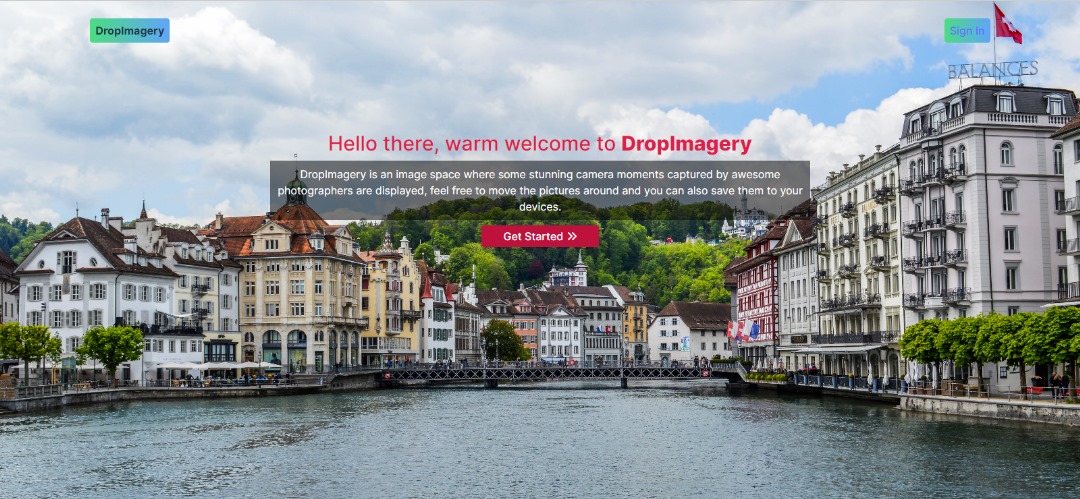 DropImagery
Sign In
BALANCES
Hello there, warm welcome to DropImagery
DropImagery is an image space where some stunning camera moments captured by awesome
photographers are displayed, feel free to move the pictures around and you can also save them to your
devices.
Get Started »